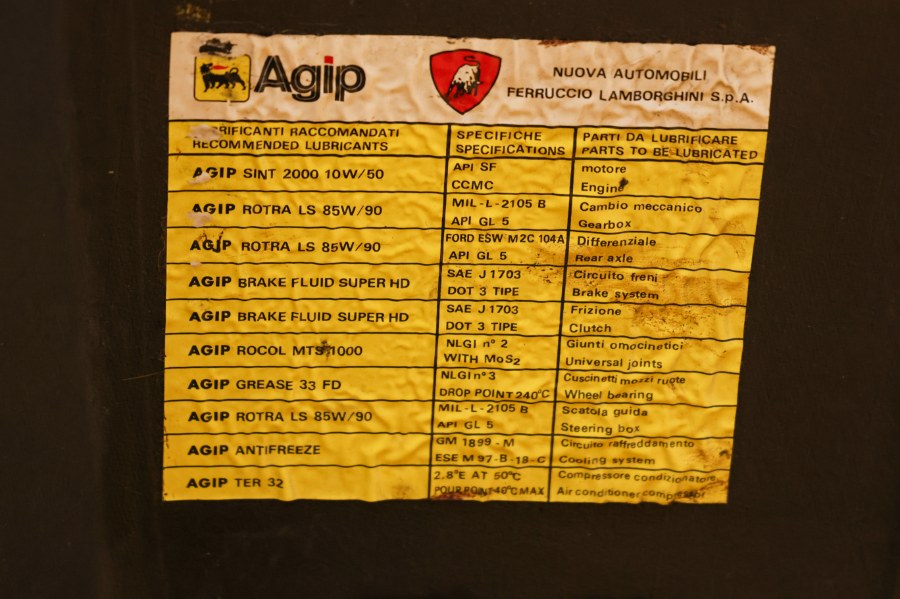 Agip
NUOVA AUTOMOBILI
FERRUCCIO LAMBORGHINI S.p.A.
LUBRIFICANTI RACCOMANDATI
RECOMMENDED LUBRICANTS
SPECIFICHE
SPECIFICATIONS
PARTI DA LUBRIFICARE
PARTS TO BE LUBRICATED
AGIP SINT 2000 10W/50
API SF
CCMC
motore
Engine
AGIP ROTRA LS 85W/90
MIL-L-2105 B
API GL 5
Cambio meccanico
Gearbox
AGIP ROTRA LS 85W/90
FORD ESW M2C 104A
API GL 5
Differenziale
Rear axle
AGIP BRAKE FLUID SUPER HD
SAE J1703
DOT 3 TIPE
Circuito freni
Brake system
AGIP BRAKE FLUID SUPER HD
SAE J1703
DOT 3 TIPE
Frizione
Clutch
AGIP ROCOL MTS 1000
NLGI n° 2
WITH MoS2
Giunti omocinetici
Universal joints
AGIP GREASE 33 FD
NLGI n° 3
DROP POINT 240°C
Cuscinetti mozzi ruote
Wheel bearing
AGIP ROTRA LS 85W/90
MIL-L-2105 B
API GL 5
Scatola guida
Steering box
AGIP ANTIFREEZE
GM 1899-M
ESE M 97-B-18-C
Circuito raffreddamento
Cooling system
AGIP TER 32
2.8°E AT 50°C
POUR POINT-40°C MAX
Compressore condizionatore
Air conditioner compressor